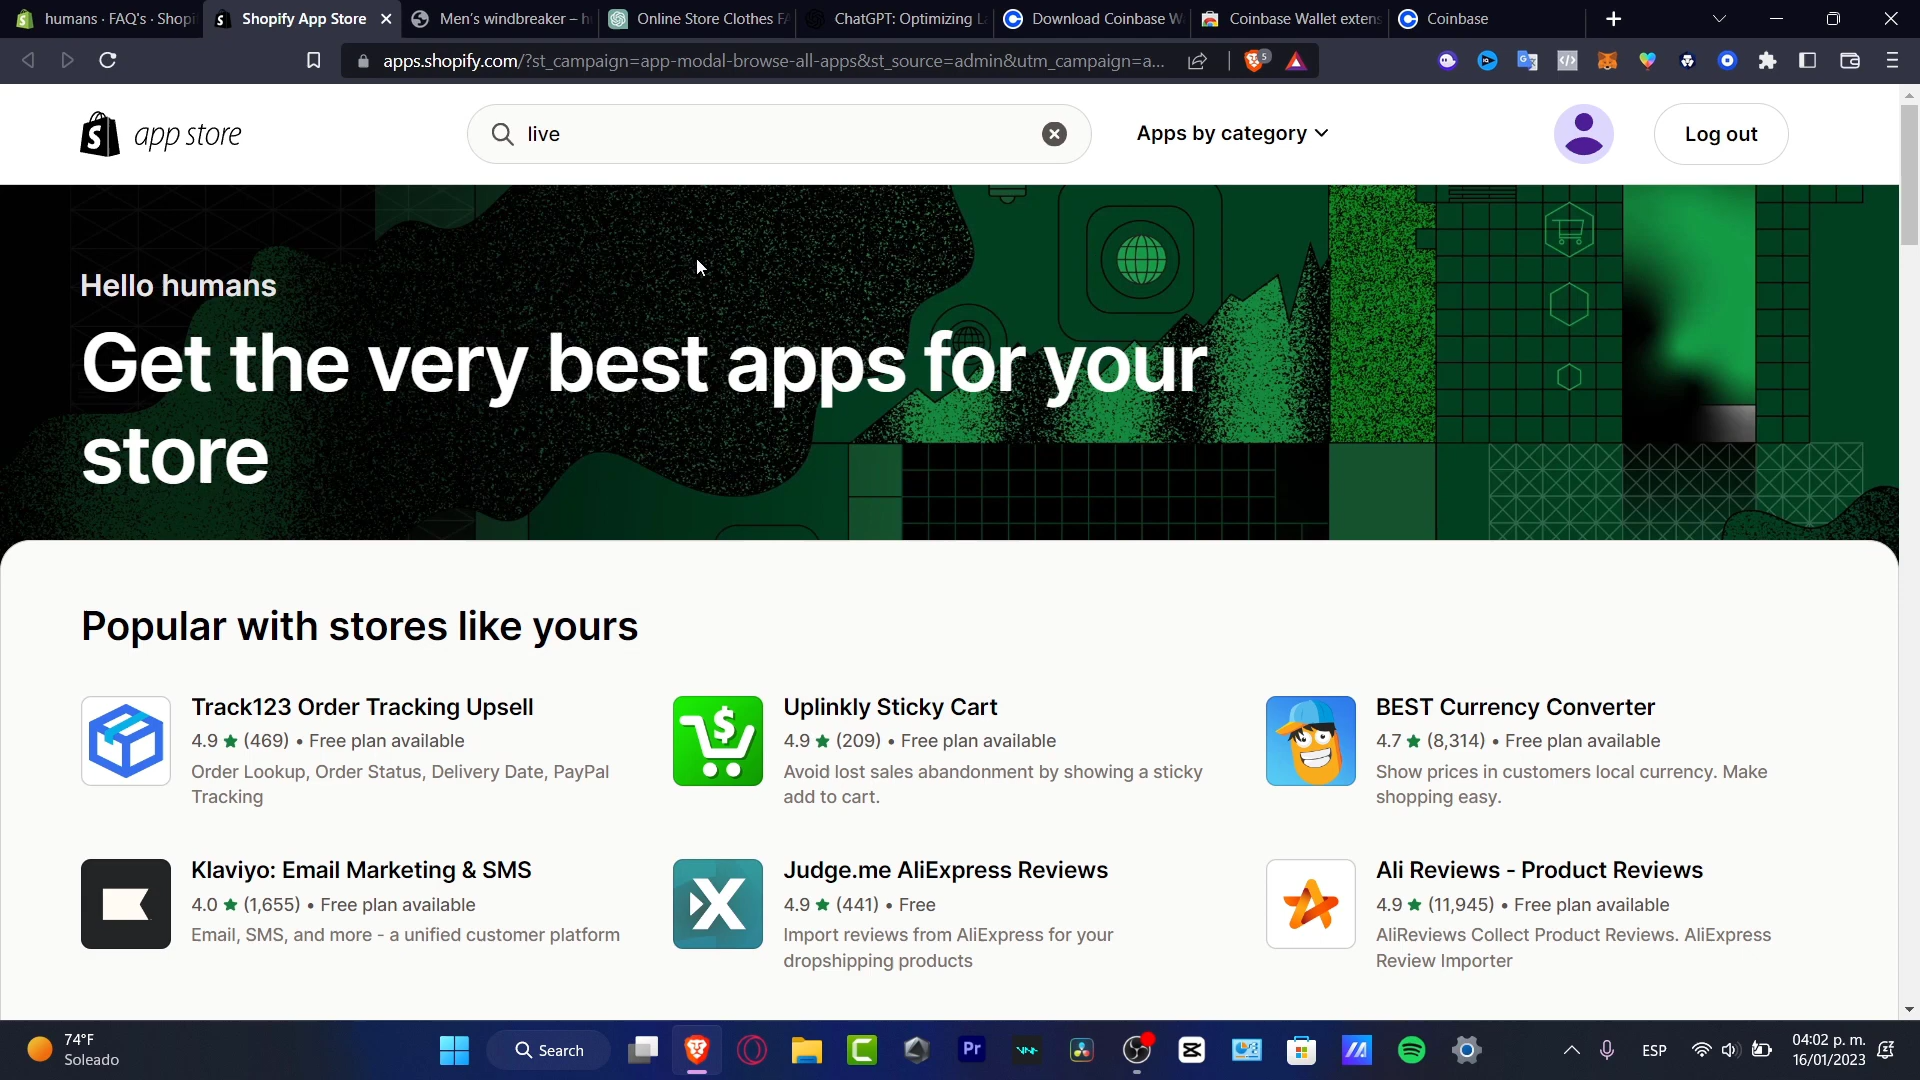 humans · FAQ's · Shopi
Shopify App Store
Men's windbreaker – h
Online Store Clothes FA
ChatGPT: Optimizing L
Download Coinbase W
Coinbase Wallet extens
Coinbase
apps.shopify.com/?st_campaign=app-modal-browse-all-apps&st_source=admin&utm_campaign=a...
5
app store
live
Apps by category
Log out
Hello humans
Get the very best apps for your
store
Popular with stores like yours
Track123 Order Tracking Upsell
4.9 ★ (469) • Free plan available
Order Lookup, Order Status, Delivery Date, PayPal
Tracking
Uplinkly Sticky Cart
4.9 ★ (209) • Free plan available
Avoid lost sales abandonment by showing a sticky
add to cart.
BEST Currency Converter
4.7 ★ (8,314) • Free plan available
Show prices in customers local currency. Make
shopping easy.
Klaviyo: Email Marketing & SMS
4.0 ★ (1,655) • Free plan available
Email, SMS, and more - a unified customer platform
Judge.me AliExpress Reviews
4.9 ★ (441) • Free
Import reviews from AliExpress for your
dropshipping products
Ali Reviews - Product Reviews
4.9 ★ (11,945) • Free plan available
AliReviews Collect Product Reviews. AliExpress
Review Importer
74°F
Soleado
Search
Pr
ESP
04:02 p. m.
16/01/2023